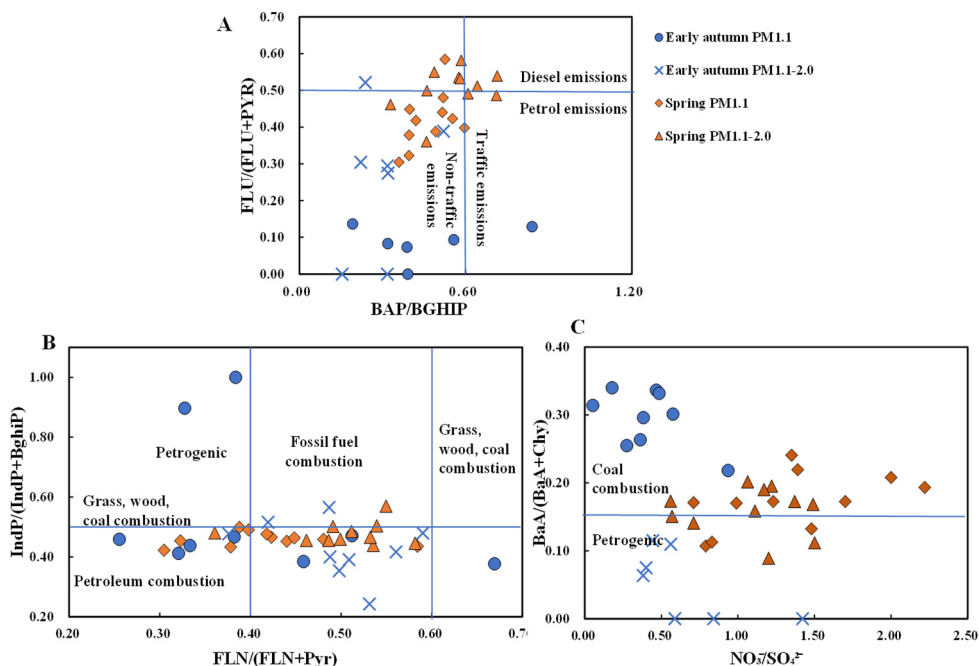 A
FLU/(FLU+PYR)
0.70
0.60
0.50
0.40
0.30
0.20
0.10
0.00
Diesel emissions
Petrol emissions
Non-traffic
emissions
Traffic emissions
0.00
0.60
1.20
BAP/BGHIP
Early autumn PM1.1
Early autumn PM1.1-2.0
Spring PM1.1
Spring PM1.1-2.0
B
IndP/(IndP+BghiP)
1.00
0.80
0.60
0.40
0.20
Petrogenic
Fossil fuel
combustion
Grass,
wood, coal
combustion
Grass, wood,
coal combustion
Petroleum combustion
0.20
0.30
0.40
0.50
0.60
0.7
FLN/(FLN+Pyr)
C
BaA/(BaA+Chy)
0.40
0.30
0.20
0.10
0.00
Coal
combustion
Petrogenic
0.00
0.50
1.00
1.50
2.00
2.50
NO₃⁻/SO₄²⁻